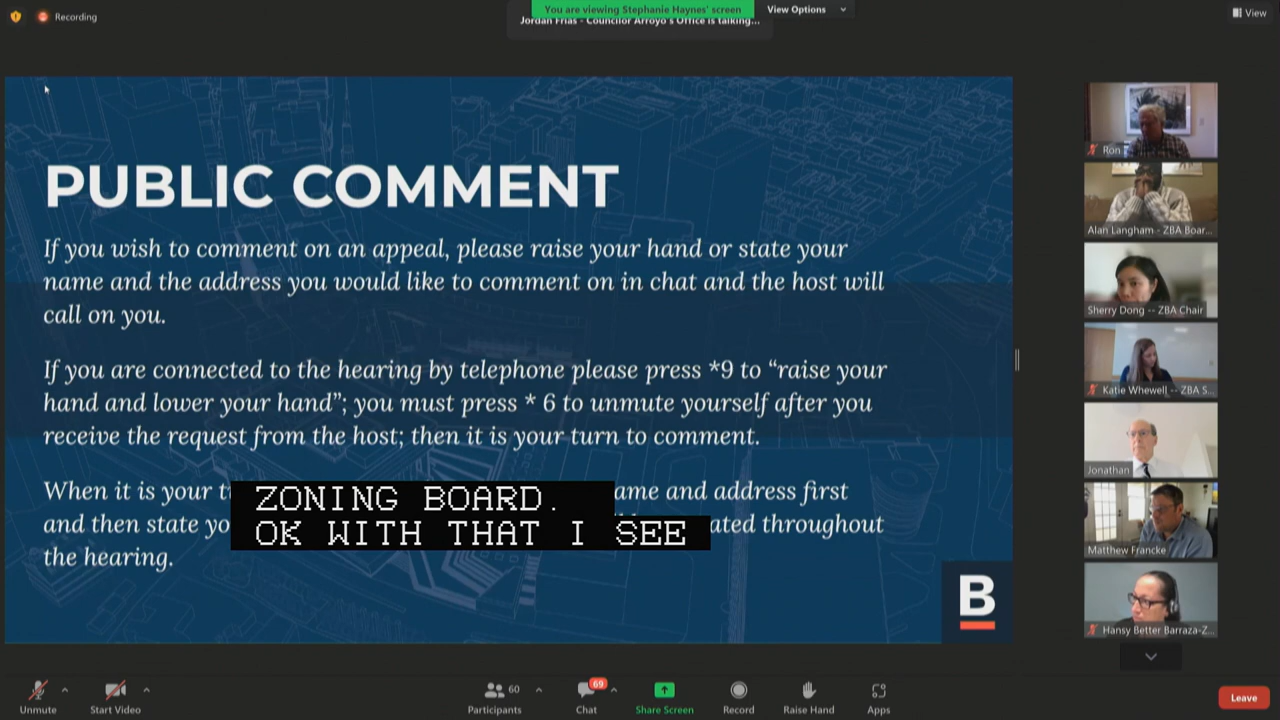 Recording
You are viewing Stephanie Haynes' screen
View Options
Jordan Frias - Councilor Arroyo's Office is talking...
View
PUBLIC COMMENT
If you wish to comment on an appeal, please raise your hand or state your
name and the address you would like to comment on in chat and the host will
call on you.
If you are connected to the hearing by telephone please press *9 to “raise your
hand and lower your hand”; you must press * 6 to unmute yourself after you
receive the request from the host; then it is your turn to comment.
When it is your ame and address first
and then state yo ated throughout
the hearing.
ZONING BOARD.
OK WITH THAT I SEE
B
Ron
Alan Langham - ZBA Boar...
Sherry Dong -- ZBA Chair
Katie Whewell -- ZBA S...
Jonathan
Matthew Francke
Hansy Better Barraza-Z...
Unmute
Start Video
60
Participants
69
Chat
Share Screen
Record
Raise Hand
Apps
Leave